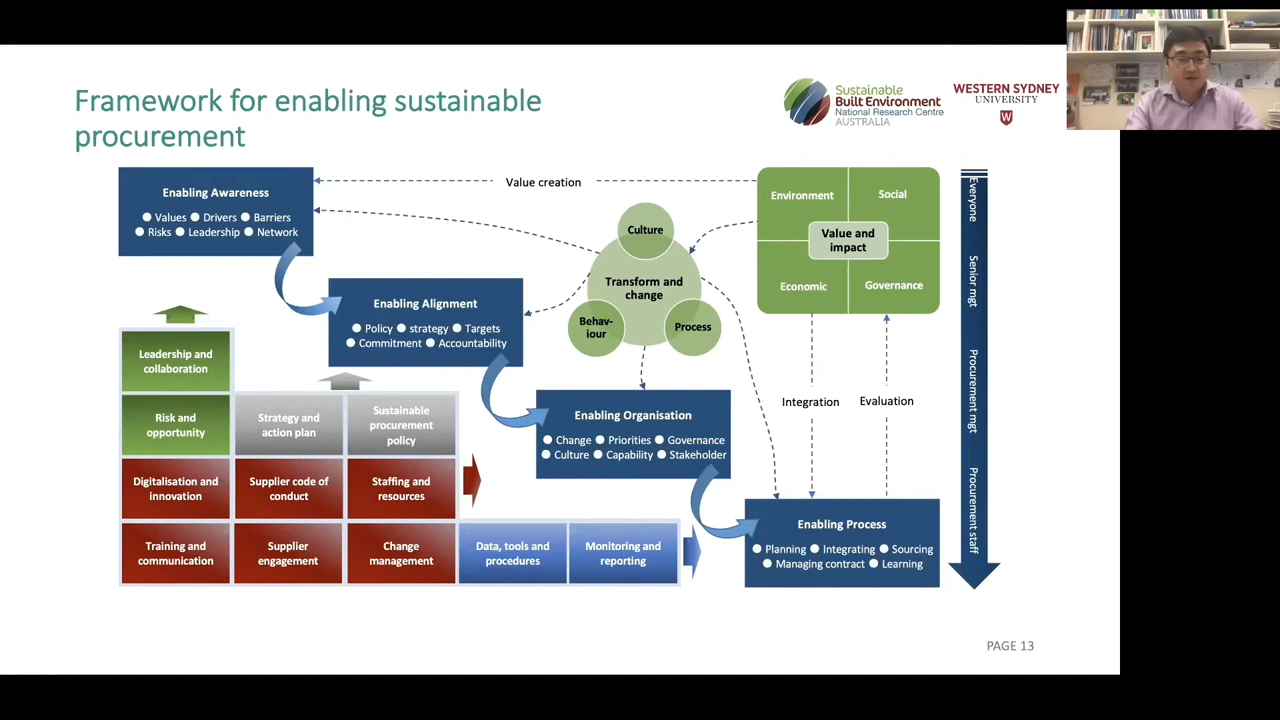 Framework for enabling sustainable
procurement
Sustainable
Built Environment
National Research Centre
AUSTRALIA
WESTERN SYDNEY
UNIVERSITY
W
Enabling Awareness
Values Drivers Barriers
Risks Leadership Network
Value creation
Culture
Transform and
change
Behav-
iour
Process
Environment
Social
Value and
impact
Economic
Governance
Enabling Alignment
Policy strategy Targets
Commitment Accountability
Integration
Evaluation
Enabling Organisation
Change Priorities Governance
Culture Capability Stakeholder
Enabling Process
Planning Integrating Sourcing
Managing contract Learning
Everyone
Senior mgt
Procurement mgt
Procurement staff
Leadership and
collaboration
Risk and
opportunity
Strategy and
action plan
Sustainable
procurement
policy
Digitalisation and
innovation
Supplier code of
conduct
Staffing and
resources
Training and
communication
Supplier
engagement
Change
management
Data, tools and
procedures
Monitoring and
reporting
PAGE 13